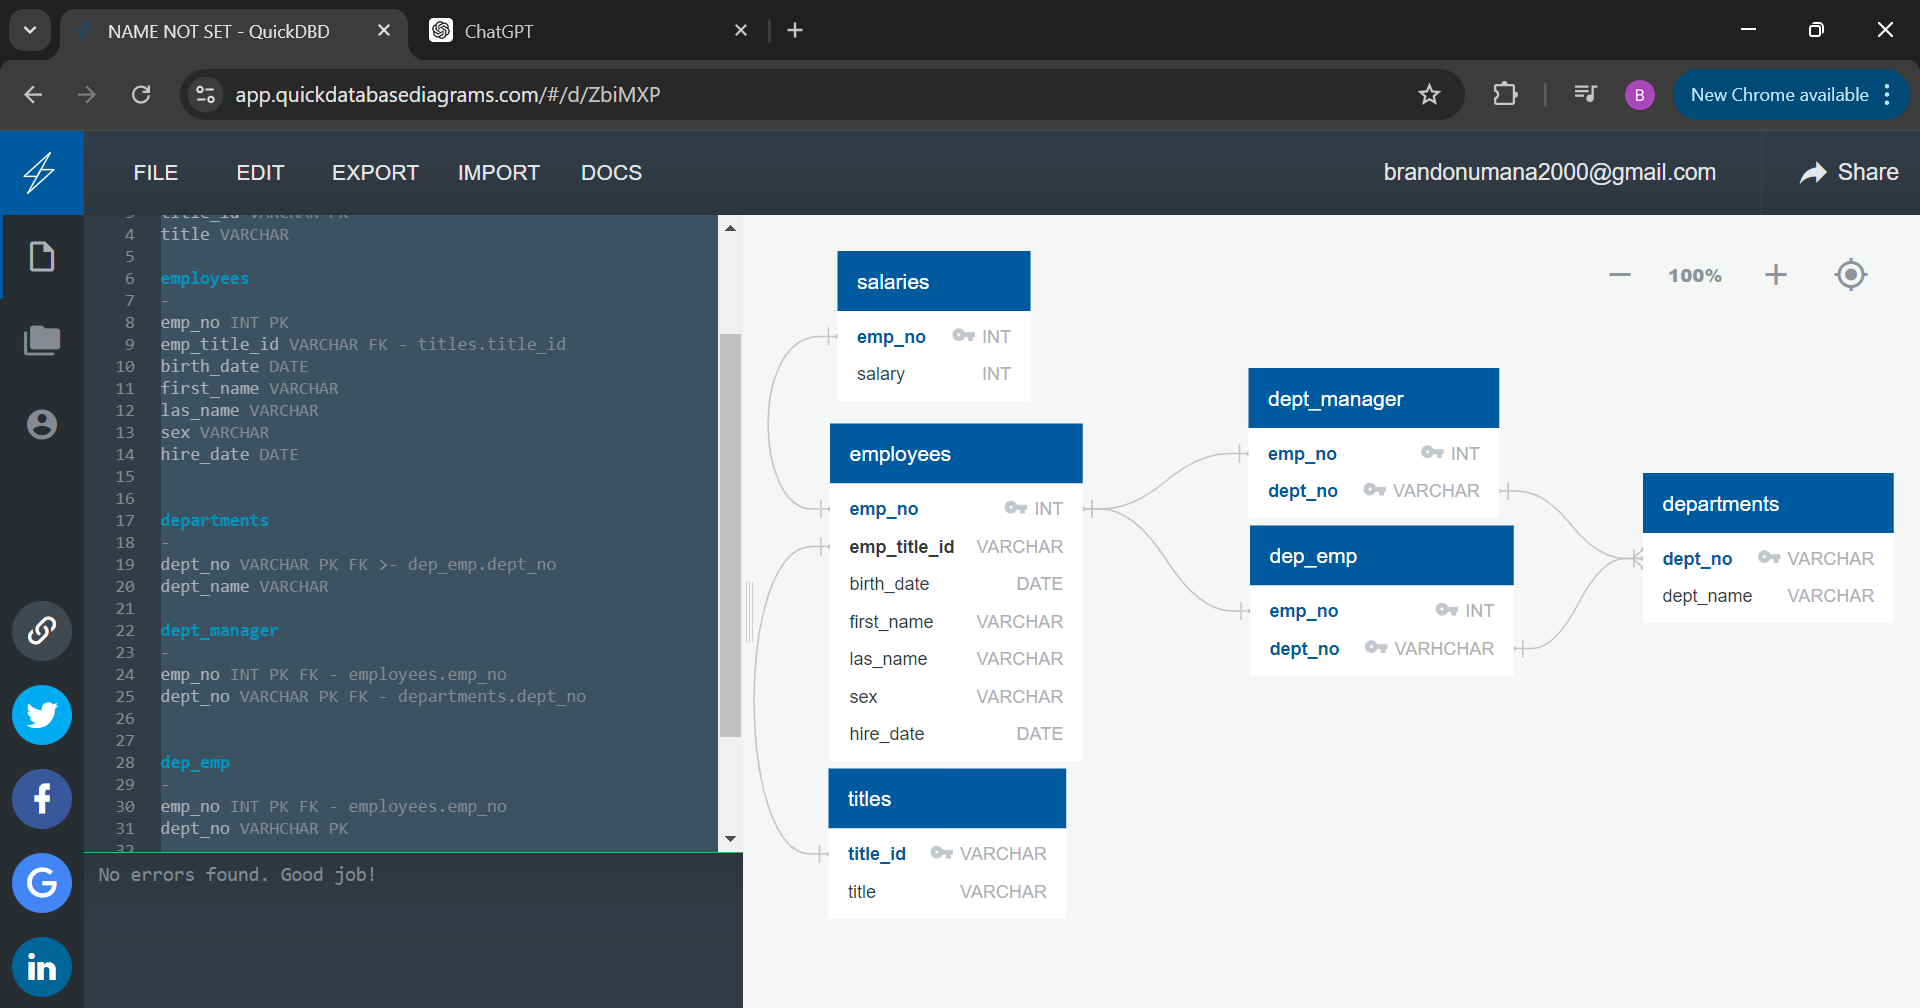 NAME NOT SET - QuickDBD
ChatGPT
app.quickdatabasediagrams.com/#/d/ZbiMXP
B
New Chrome available
FILE
EDIT
EXPORT
IMPORT
DOCS
brandonumana2000@gmail.com
Share
4 title VARCHAR
5
6 employees
7 -
8 emp_no INT PK
9 emp_title_id VARCHAR FK - titles.title_id
10 birth_date DATE
11 first_name VARCHAR
12 las_name VARCHAR
13 sex VARCHAR
14 hire_date DATE
15
16
17 departments
18 -
19 dept_no VARCHAR PK FK >- dep_emp.dept_no
20 dept_name VARCHAR
21
22 dept_manager
23 -
24 emp_no INT PK FK - employees.emp_no
25 dept_no VARCHAR PK FK - departments.dept_no
26
27
28 dep_emp
29 -
30 emp_no INT PK FK - employees.emp_no
31 dept_no VARHCHAR PK
32
No errors found. Good job!
100%
salaries
emp_no INT
salary INT
employees
emp_no INT
emp_title_id VARCHAR
birth_date DATE
first_name VARCHAR
las_name VARCHAR
sex VARCHAR
hire_date DATE
titles
title_id VARCHAR
title VARCHAR
dept_manager
emp_no INT
dept_no VARCHAR
dep_emp
emp_no INT
dept_no VARHCHAR
departments
dept_no VARCHAR
dept_name VARCHAR